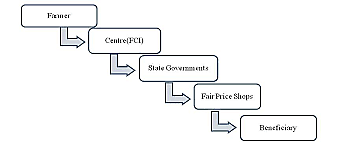 Farmer
Centre(FCI)
State Governments
Fair Price Shops
Beneficiary